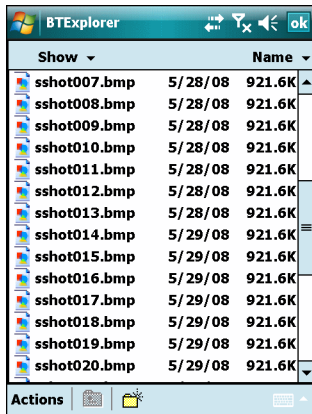 BTExplorer ok
Show Name
sshot007.bmp 5/28/08 921.6K
sshot008.bmp 5/28/08 921.6K
sshot009.bmp 5/28/08 921.6K
sshot010.bmp 5/28/08 921.6K
sshot011.bmp 5/28/08 921.6K
sshot012.bmp 5/28/08 921.6K
sshot013.bmp 5/28/08 921.6K
sshot014.bmp 5/29/08 921.6K
sshot015.bmp 5/29/08 921.6K
sshot016.bmp 5/29/08 921.6K
sshot017.bmp 5/29/08 921.6K
sshot018.bmp 5/29/08 921.6K
sshot019.bmp 5/29/08 921.6K
sshot020.bmp 5/29/08 921.6K
Actions